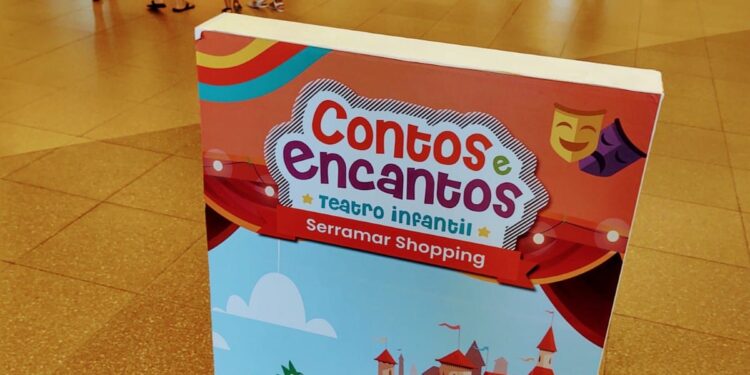 Contos e
encantos
Teatro infantil
Serramar Shopping